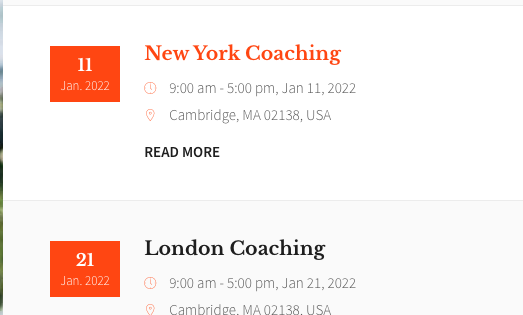 11
Jan. 2022
New York Coaching
9:00 am - 5:00 pm, Jan 11, 2022
Cambridge, MA 02138, USA
READ MORE
21
Jan. 2022
London Coaching
9:00 am - 5:00 pm, Jan 21, 2022
Cambridge, MA 02138, USA